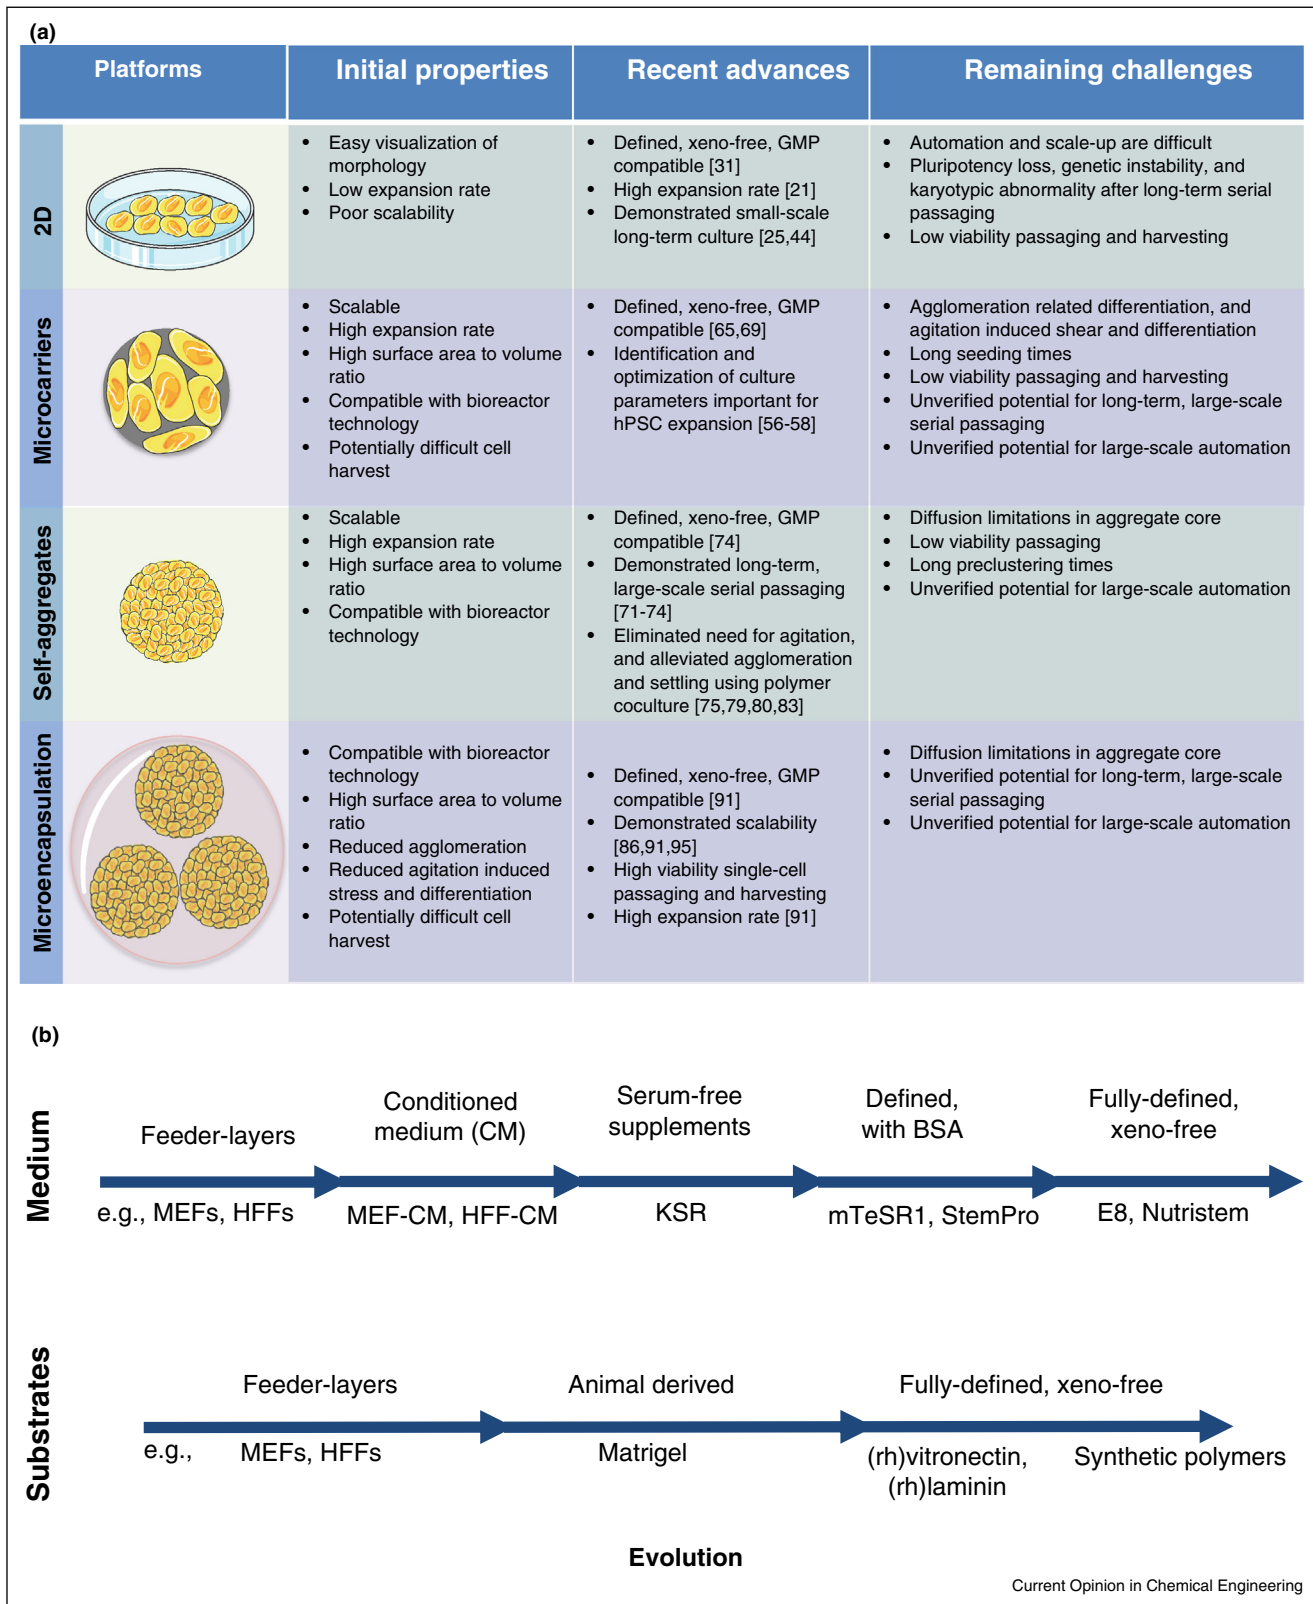 (a)
Platforms
Initial properties
Recent advances
Remaining challenges
2D
• Easy visualization of
morphology
• Low expansion rate
• Poor scalability
• Defined, xeno-free, GMP
compatible [31]
• High expansion rate [21]
• Demonstrated small-scale
long-term culture [25,44]
• Automation and scale-up are difficult
• Pluripotency loss, genetic instability, and
karyotypic abnormality after long-term serial
passaging
• Low viability passaging and harvesting
Microcarriers
• Scalable
• High expansion rate
• High surface area to volume
ratio
• Compatible with bioreactor
technology
• Potentially difficult cell
harvest
• Defined, xeno-free, GMP
compatible [65,69]
• Identification and
optimization of culture
parameters important for
hPSC expansion [56-58]
• Agglomeration related differentiation, and
agitation induced shear and differentiation
• Long seeding times
• Low viability passaging and harvesting
• Unverified potential for long-term, large-scale
serial passaging
• Unverified potential for large-scale automation
Self-aggregates
• Scalable
• High expansion rate
• High surface area to volume
ratio
• Compatible with bioreactor
technology
• Defined, xeno-free, GMP
compatible [74]
• Demonstrated long-term,
large-scale serial passaging
[71-74]
• Eliminated need for agitation,
and alleviated agglomeration
and settling using polymer
coculture [75,79,80,83]
• Diffusion limitations in aggregate core
• Low viability passaging
• Long preclustering times
• Unverified potential for large-scale automation
Microencapsulation
• Compatible with bioreactor
technology
• High surface area to volume
ratio
• Reduced agglomeration
• Reduced agitation induced
stress and differentiation
• Potentially difficult cell
harvest
• Defined, xeno-free, GMP
compatible [91]
• Demonstrated scalability
[86,91,95]
• High viability single-cell
passaging and harvesting
• High expansion rate [91]
• Diffusion limitations in aggregate core
• Unverified potential for long-term, large-scale
serial passaging
• Unverified potential for large-scale automation
(b)
Medium
Feeder-layers
Conditioned
medium (CM)
Serum-free
supplements
Defined,
with BSA
Fully-defined,
xeno-free
e.g., MEFs, HFFs
MEF-CM, HFF-CM
KSR
mTeSR1, StemPro
E8, Nutristem
Substrates
Feeder-layers
Animal derived
Fully-defined, xeno-free
e.g.,
MEFs, HFFs
Matrigel
(rh)vitronectin,
(rh)laminin
Synthetic polymers
Evolution
Current Opinion in Chemical Engineering